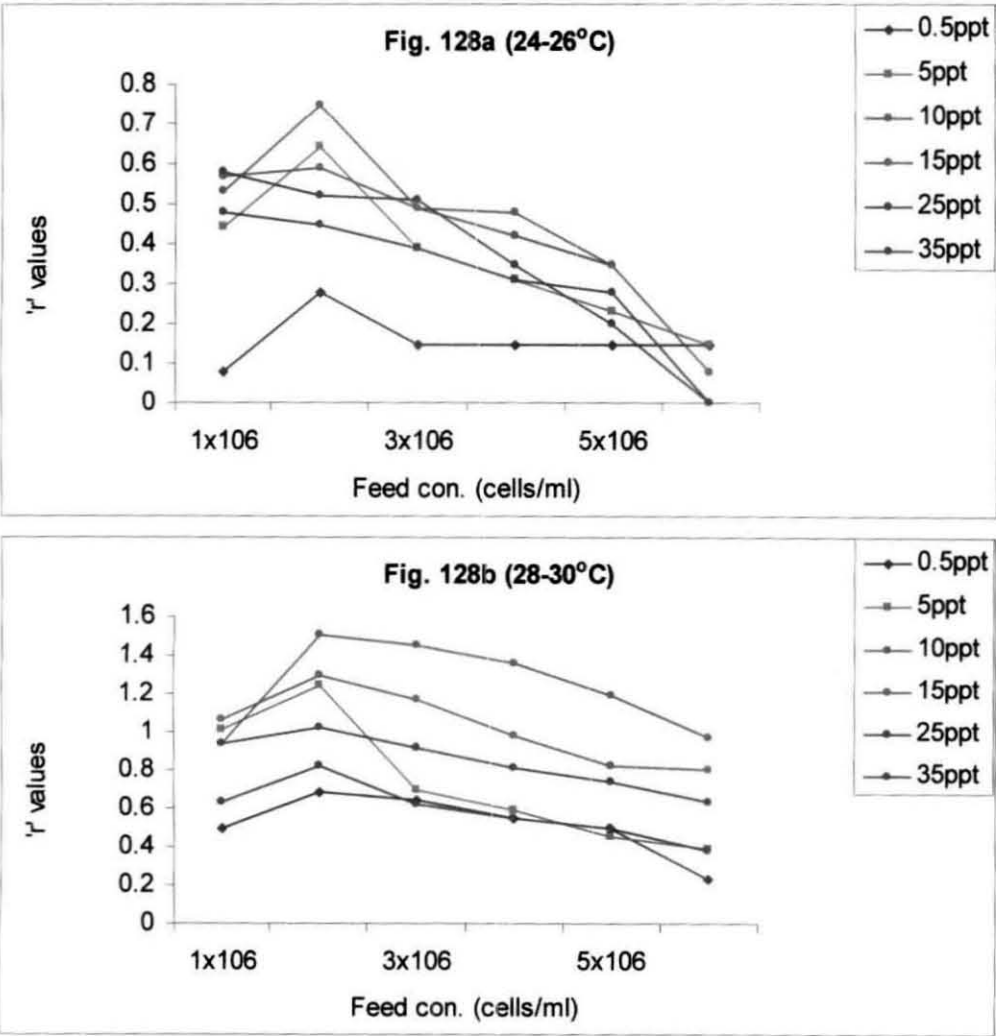 Fig. 128a (24-26°C)
0.8
0.7
0.6
0.5
0.4
0.3
0.2
0.1
0
'r' values
1x106
3x106
5x106
Feed con. (cells/ml)
0.5ppt
5ppt
10ppt
15ppt
25ppt
35ppt
Fig. 128b (28-30°C)
1.6
1.4
1.2
1
0.8
0.6
0.4
0.2
0
'r' values
1x106
3x106
5x106
Feed con. (cells/ml)
0.5ppt
5ppt
10ppt
15ppt
25ppt
35ppt